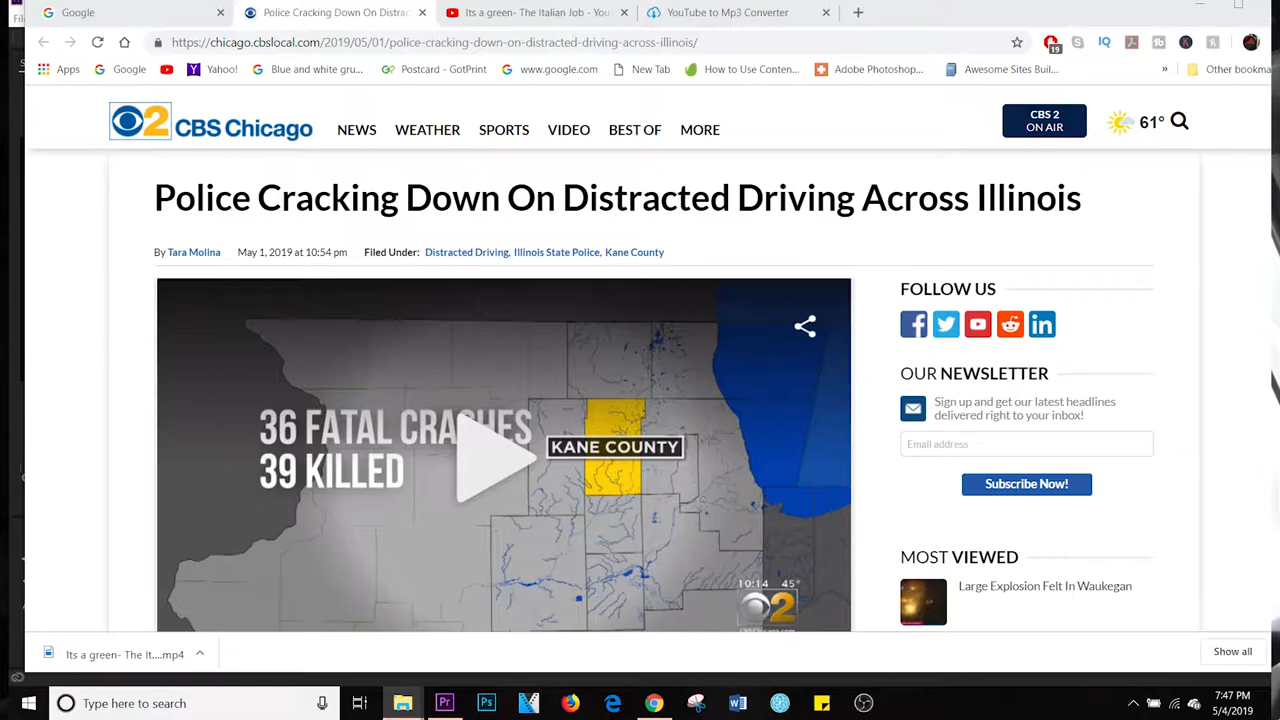 Google
Police Cracking Down On Distrac
Its a green- The Italian Job - You
YouTube to Mp3 Converter
https://chicago.cbslocal.com/2019/05/01/police-cracking-down-on-distracted-driving-across-illinois/
19
Apps
Google
Yahoo!
Blue and white gru...
Postcard - GotPrint
www.google.com
New Tab
How to Use Conten...
Adobe Photoshop,...
Awesome Sites Buil...
»
Other bookma
2 CBS Chicago
NEWS
WEATHER
SPORTS
VIDEO
BEST OF
MORE
CBS 2
ON AIR
61°
Police Cracking Down On Distracted Driving Across Illinois
By Tara Molina May 1, 2019 at 10:54 pm Filed Under: Distracted Driving, Illinois State Police, Kane County
36 FATAL CRASHES
39 KILLED
KANE COUNTY
10:14 45°
2
FOLLOW US
OUR NEWSLETTER
Sign up and get our latest headlines
delivered right to your inbox!
Email address
Subscribe Now!
MOST VIEWED
Large Explosion Felt In Waukegan
Its a green- The It....mp4
Show all
Type here to search
7:47 PM
5/4/2019